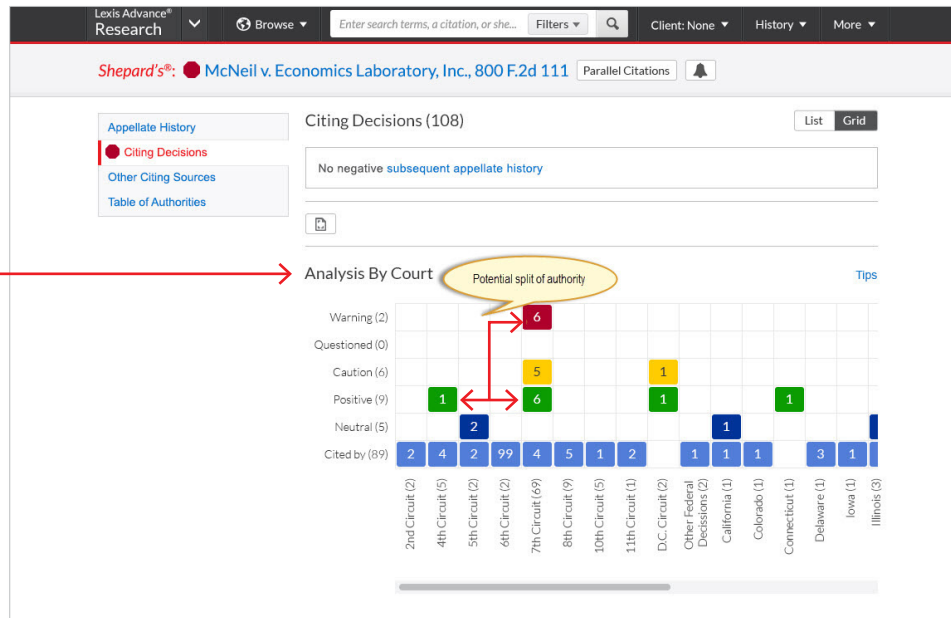 Lexis Advance®
Research
Browse
Enter search terms, a citation, or she...
Filters
Client: None
History
More
Shepard's®: McNeil v. Economics Laboratory, Inc., 800 F.2d 111
Parallel Citations
Appellate History
Citing Decisions
Other Citing Sources
Table of Authorities
Citing Decisions (108)
List
Grid
No negative subsequent appellate history
Analysis By Court
Potential split of authority
Tips
Warning (2) 6
Questioned (0)
Caution (6) 5 1
Positive (9) 1 6 1 1
Neutral (5) 2 1
Cited by (89) 2 4 2 99 4 5 1 2 1 1 1 3 1
2nd Circuit (2)
4th Circuit (5)
5th Circuit (2)
6th Circuit (2)
7th Circuit (69)
8th Circuit (9)
10th Circuit (5)
11th Circuit (1)
D.C. Circuit (2)
Other Federal
Decissions (2)
California (1)
Colorado (1)
Connecticut (1)
Delaware (1)
Iowa (1)
Illinois (3)